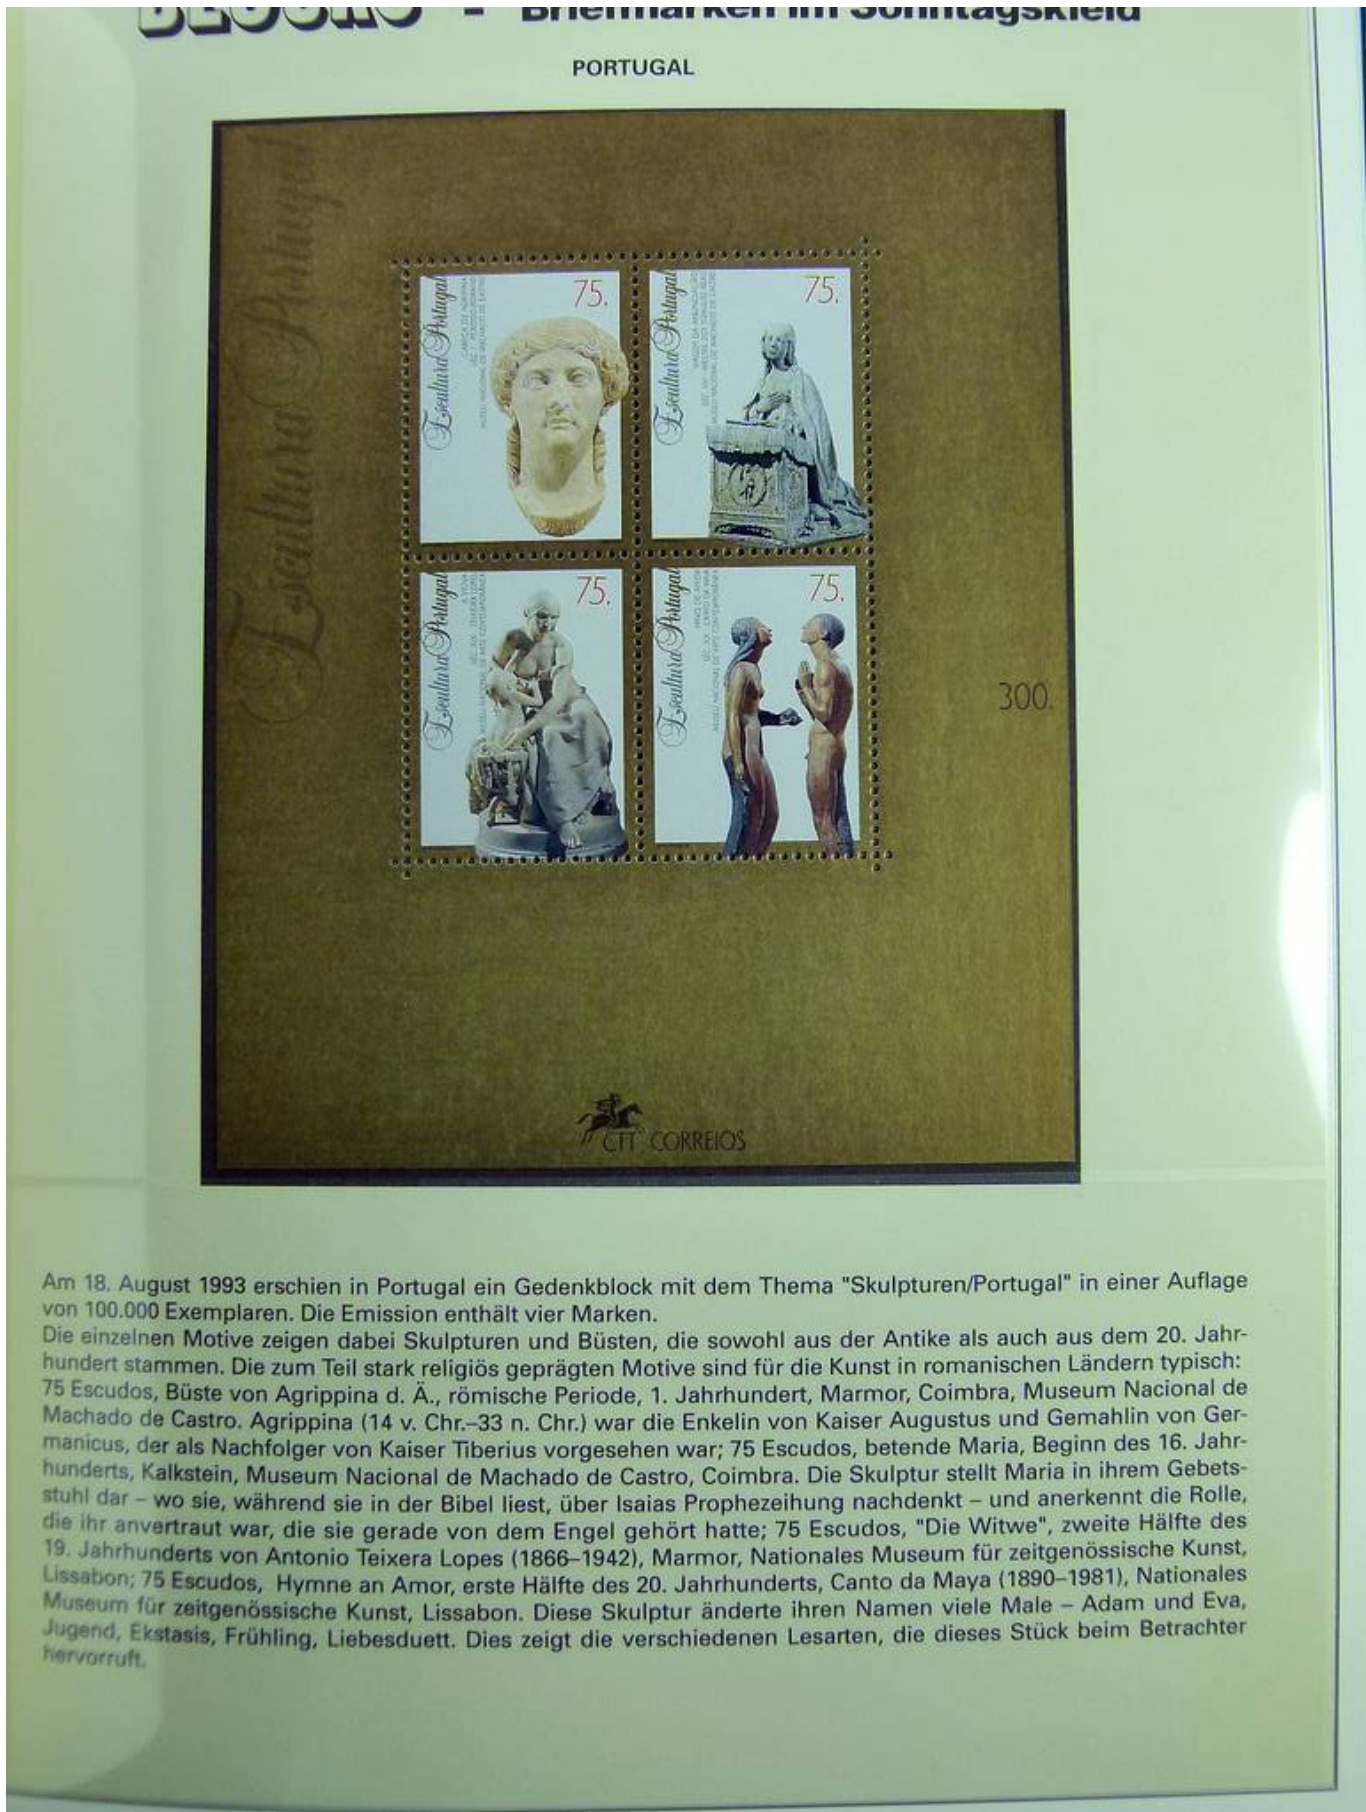 BLOCKS - Briefmarken im Sonntagskleid
PORTUGAL
Escultura Portugal
75.
Escultura Portugal
75.
Escultura Portugal
75.
Escultura Portugal
75.
Escultura Portugal
300.
CTT CORREIOS
Am 18. August 1993 erschien in Portugal ein Gedenkblock mit dem Thema "Skulpturen/Portugal" in einer Auflage
von 100.000 Exemplaren. Die Emission enthält vier Marken.
Die einzelnen Motive zeigen dabei Skulpturen und Büsten, die sowohl aus der Antike als auch aus dem 20. Jahr-
hundert stammen. Die zum Teil stark religiös geprägten Motive sind für die Kunst in romanischen Ländern typisch:
75 Escudos, Büste von Agrippina d. Ä., römische Periode, 1. Jahrhundert, Marmor, Coimbra, Museum Nacional de
Machado de Castro. Agrippina (14 v. Chr.–33 n. Chr.) war die Enkelin von Kaiser Augustus und Gemahlin von Ger-
manicus, der als Nachfolger von Kaiser Tiberius vorgesehen war; 75 Escudos, betende Maria, Beginn des 16. Jahr-
hunderts, Kalkstein, Museum Nacional de Machado de Castro, Coimbra. Die Skulptur stellt Maria in ihrem Gebets-
stuhl dar – wo sie, während sie in der Bibel liest, über Isaias Prophezeihung nachdenkt – und anerkennt die Rolle,
die ihr anvertraut war, die sie gerade von dem Engel gehört hatte; 75 Escudos, "Die Witwe", zweite Hälfte des
19. Jahrhunderts von Antonio Teixera Lopes (1866–1942), Marmor, Nationales Museum für zeitgenössische Kunst,
Lissabon; 75 Escudos, Hymne an Amor, erste Hälfte des 20. Jahrhunderts, Canto da Maya (1890–1981), Nationales
Museum für zeitgenössische Kunst, Lissabon. Diese Skulptur änderte ihren Namen viele Male – Adam und Eva,
Jugend, Ekstasis, Frühling, Liebesduett. Dies zeigt die verschiedenen Lesarten, die dieses Stück beim Betrachter
hervorruft.